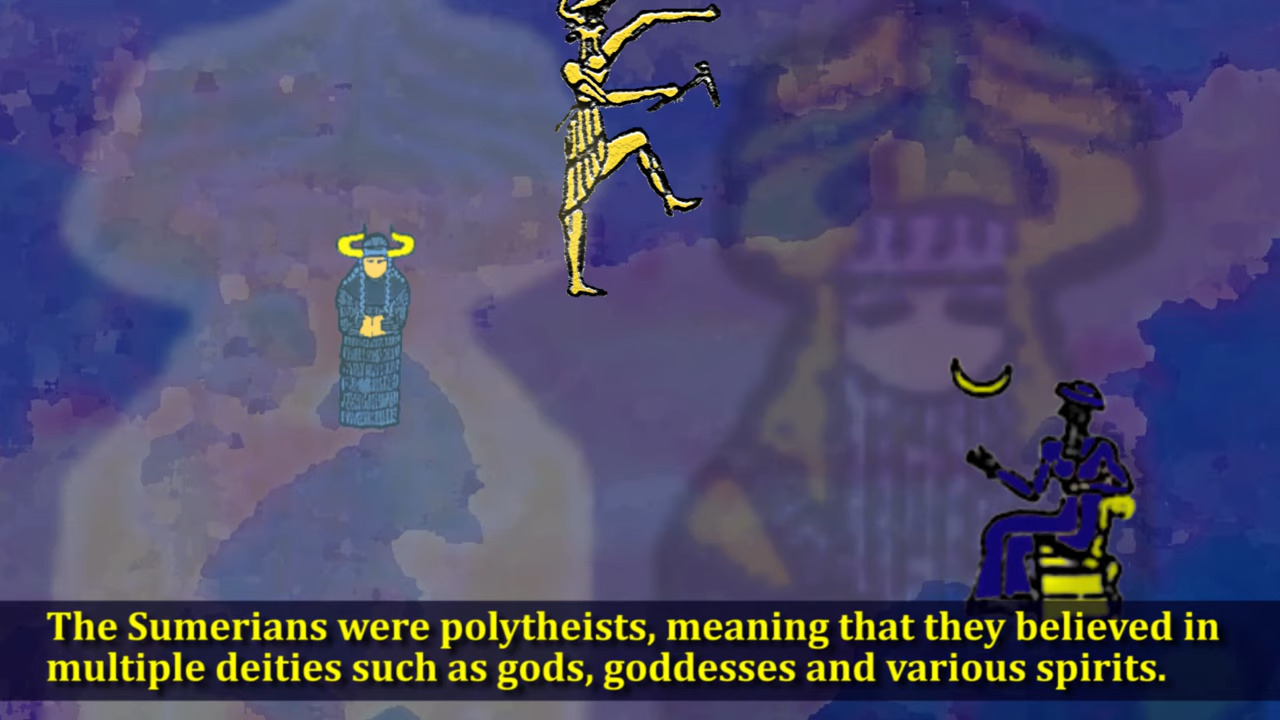 The Sumerians were polytheists, meaning that they believed in
multiple deities such as gods, goddesses and various spirits.